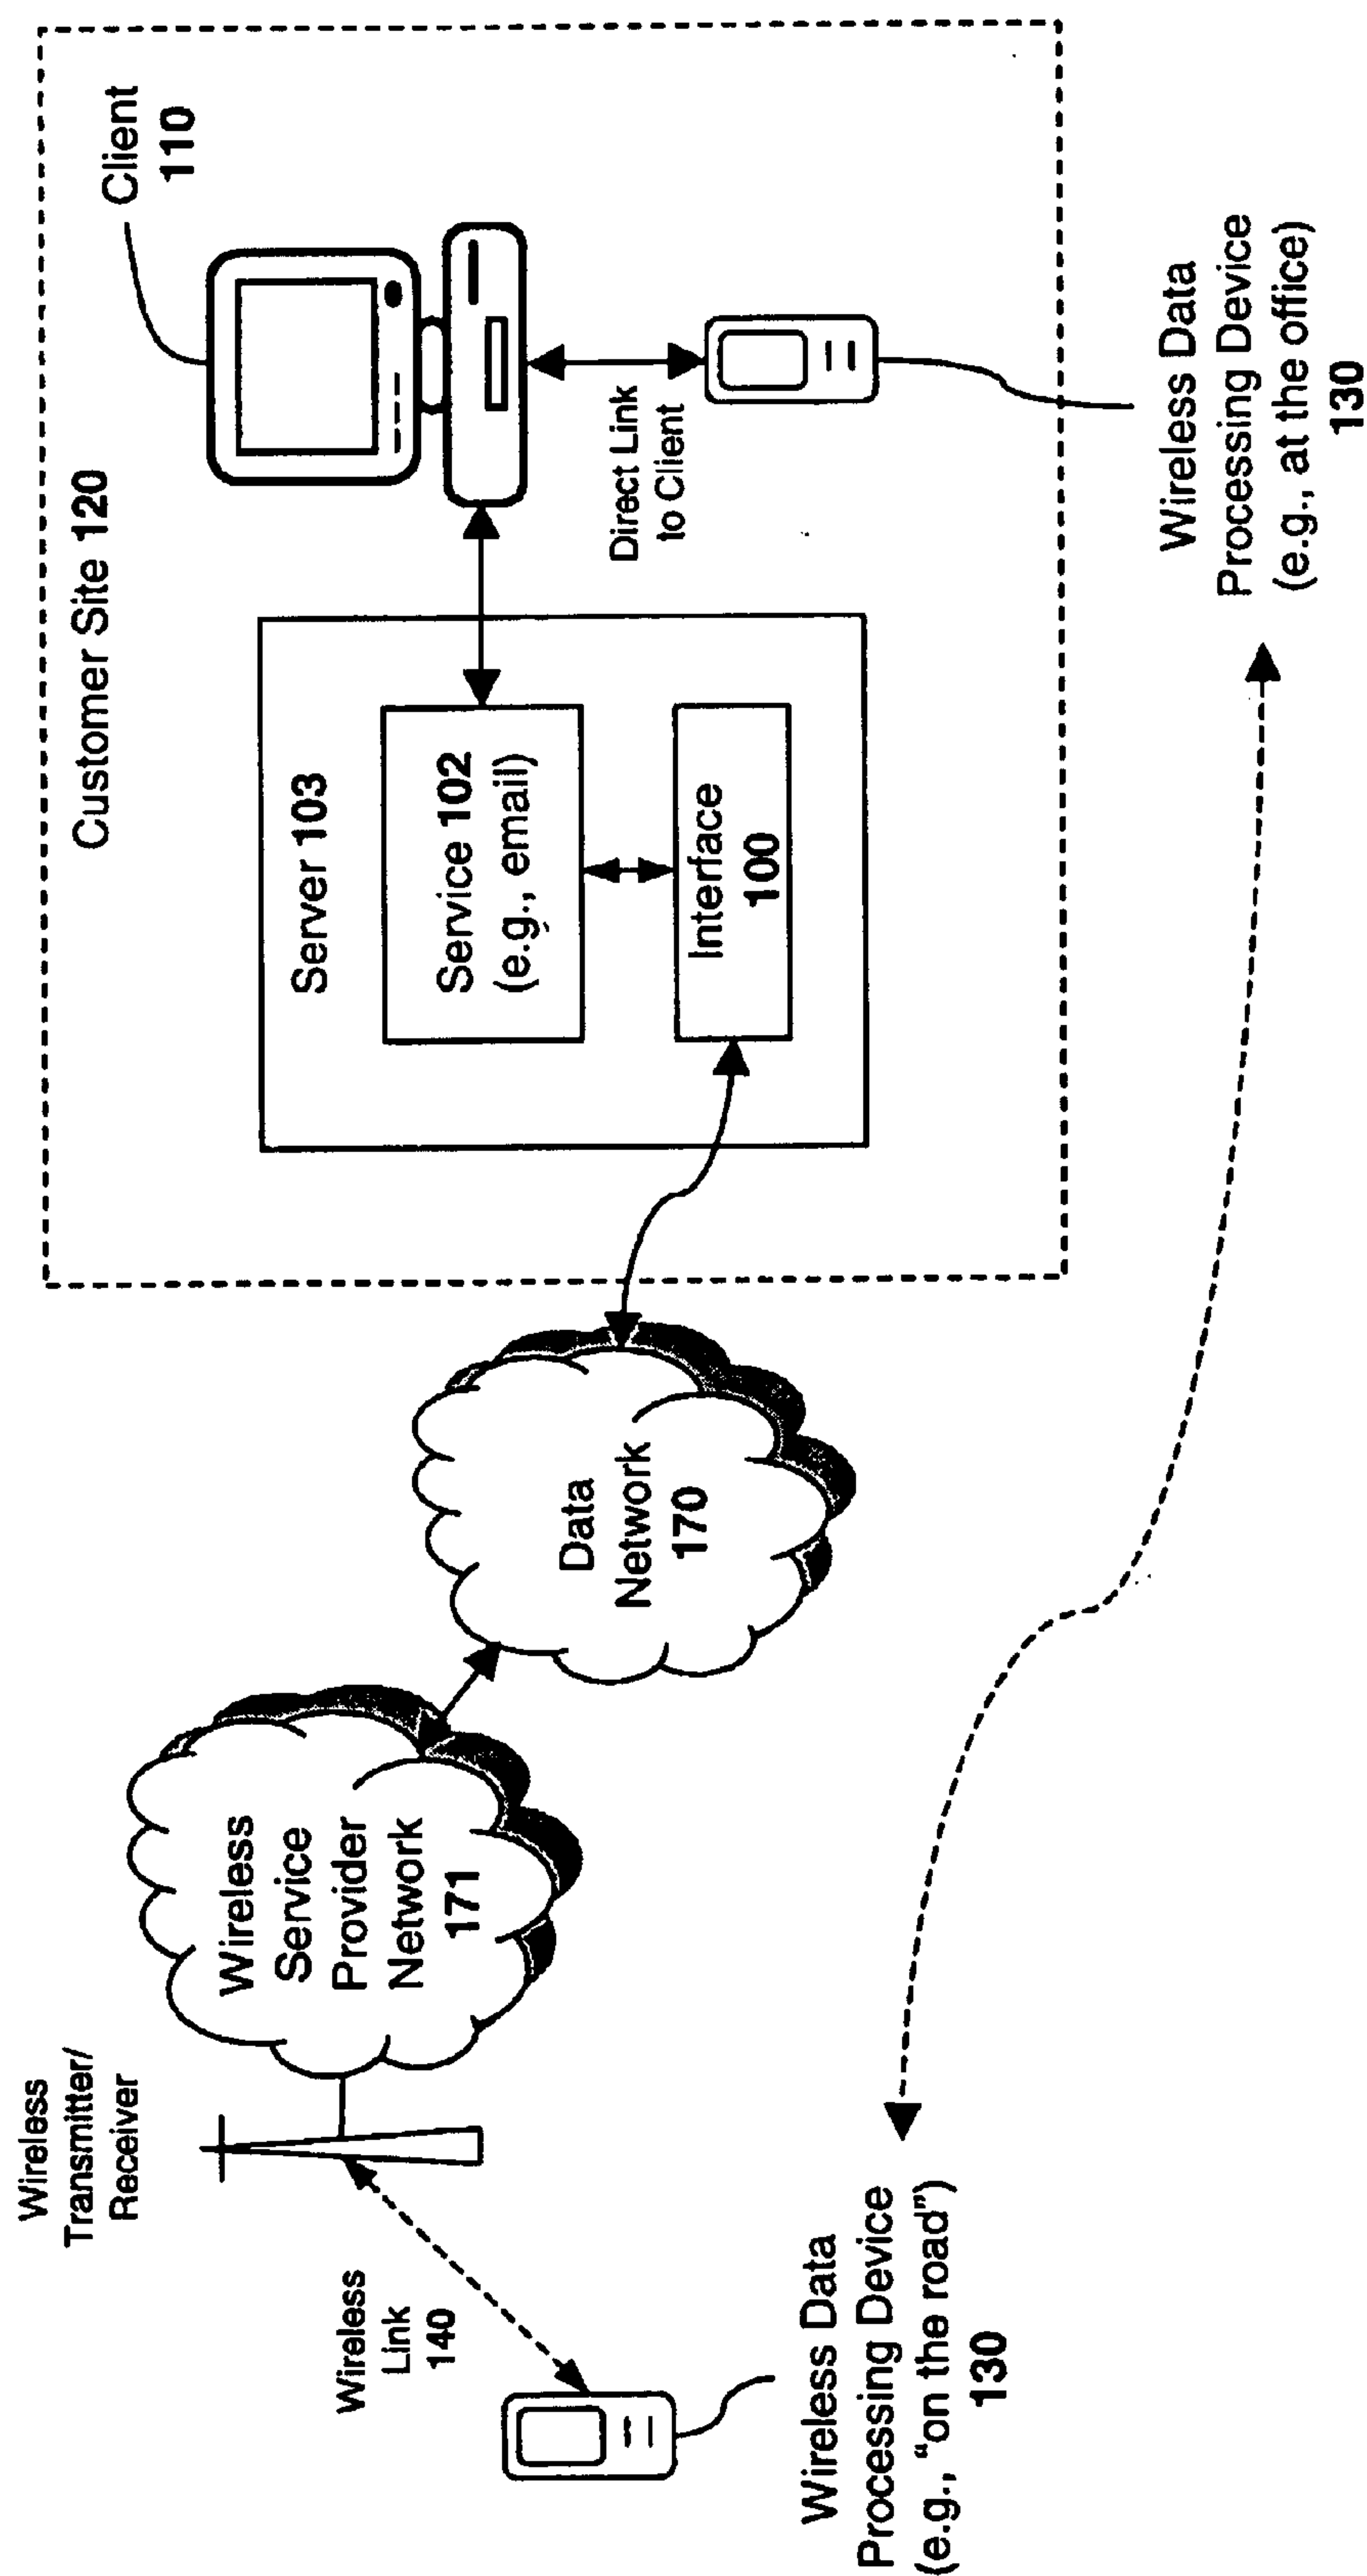 Wireless
Transmitter/
Receiver
Wireless
Link
140
Wireless Data
Processing Device
(e.g., "on the road")
130
Wireless
Service
Provider
Network
171
Data
Network
170
Customer Site 120
Server 103
Service 102
(e.g., email)
Interface
100
Client
110
Direct Link
to Client
Wireless Data
Processing Device
(e.g., at the office)
130